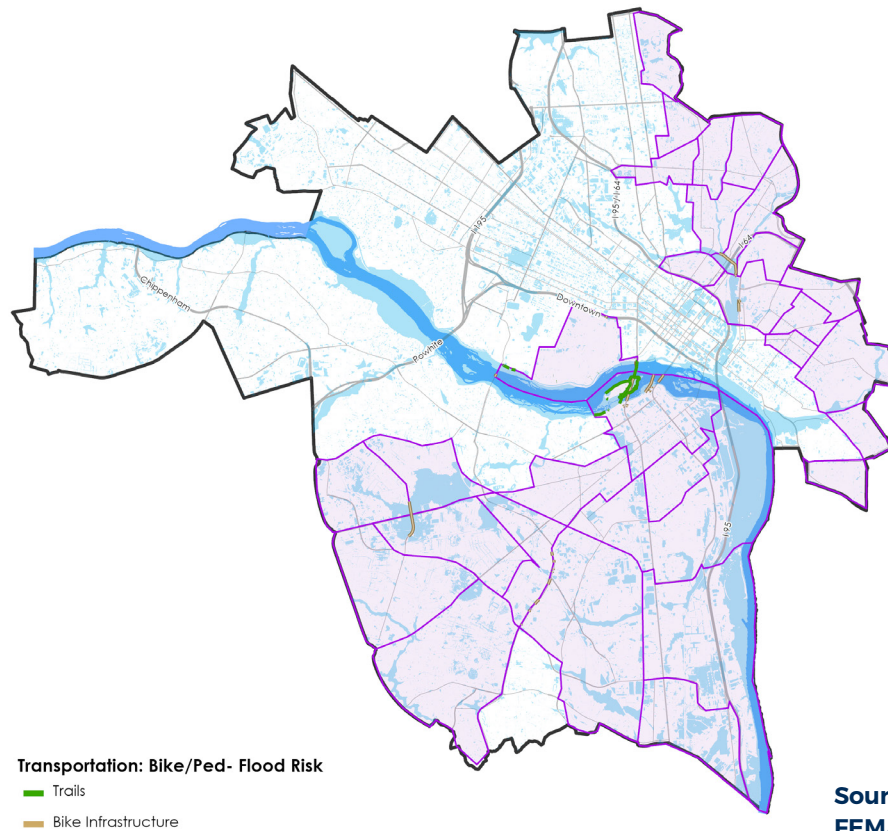 I-195
I-95 / I-64
I-64
Chippenham
Downtown
Powhite
I-95
Transportation: Bike/Ped- Flood Risk
Trails
Bike Infrastructure
Sour
FEM